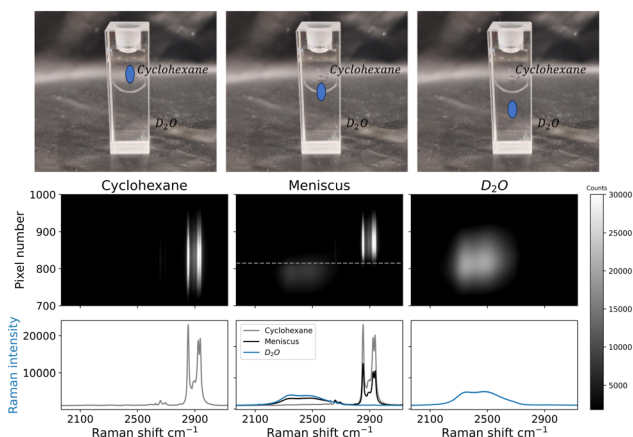 Cyclohexane
D₂O
Cyclohexane
D₂O
Cyclohexane
D₂O
Cyclohexane
Meniscus
D₂O
Counts
Pixel number
1000
900
800
700
30000
25000
20000
15000
10000
5000
Raman intensity
20000
10000
Cyclohexane
Meniscus
D₂O
2100 2500 2900
2100 2500 2900
2100 2500 2900
Raman shift cm⁻¹
Raman shift cm⁻¹
Raman shift cm⁻¹